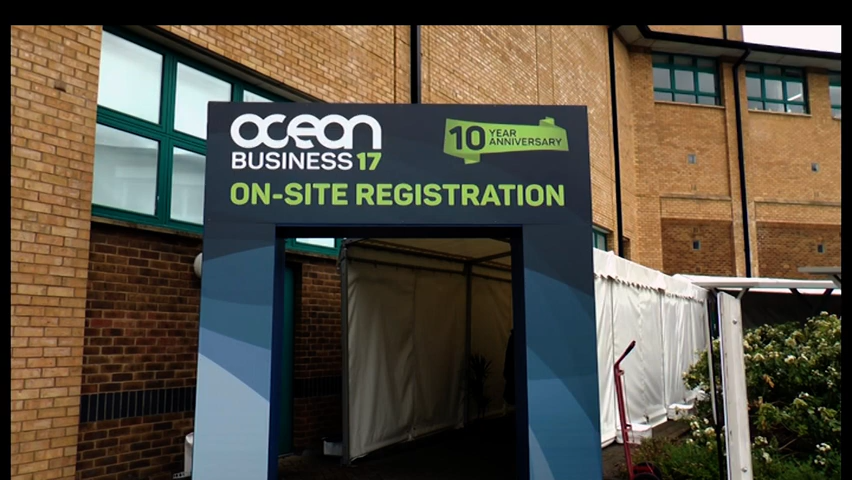 ocean
BUSINESS 17
10 YEAR
ANNIVERSARY
ON-SITE REGISTRATION